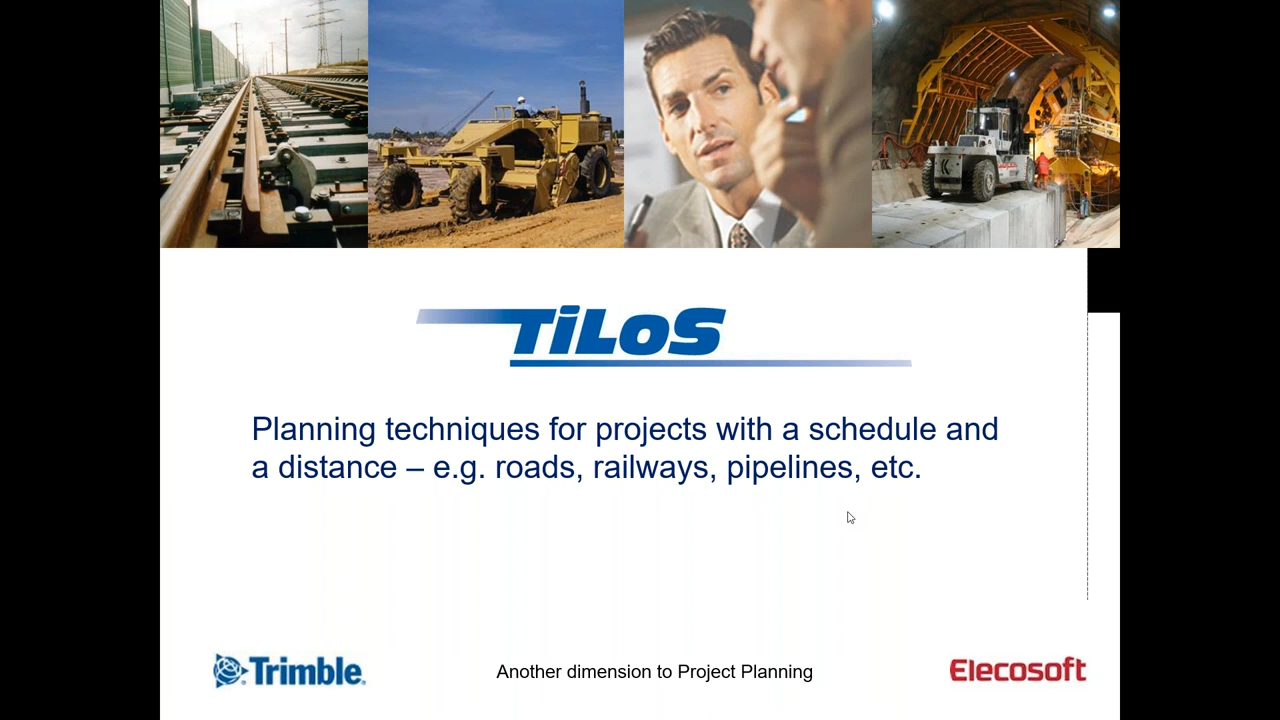 TiLoS
Planning techniques for projects with a schedule and
a distance – e.g. roads, railways, pipelines, etc.
Trimble.
Another dimension to Project Planning
Elecosoft